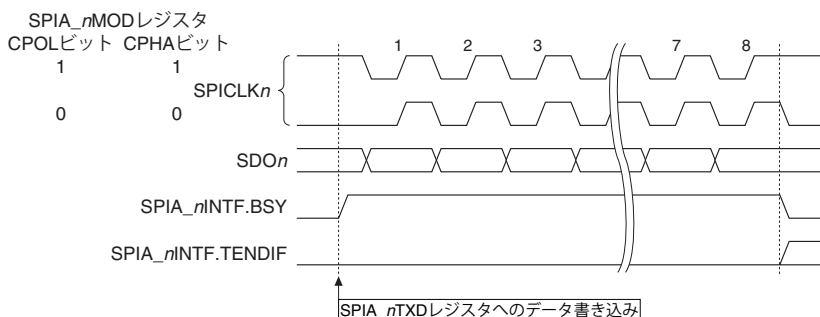 SPIA_nMODレジスタ
CPOLビット CPHAビット
1 1
0 0
SPICLKn
1 2 3 7 8
SDOn
SPIA_nINTF.BSY
SPIA_nINTF.TENDIF
SPIA_nTXDレジスタへのデータ書き込み